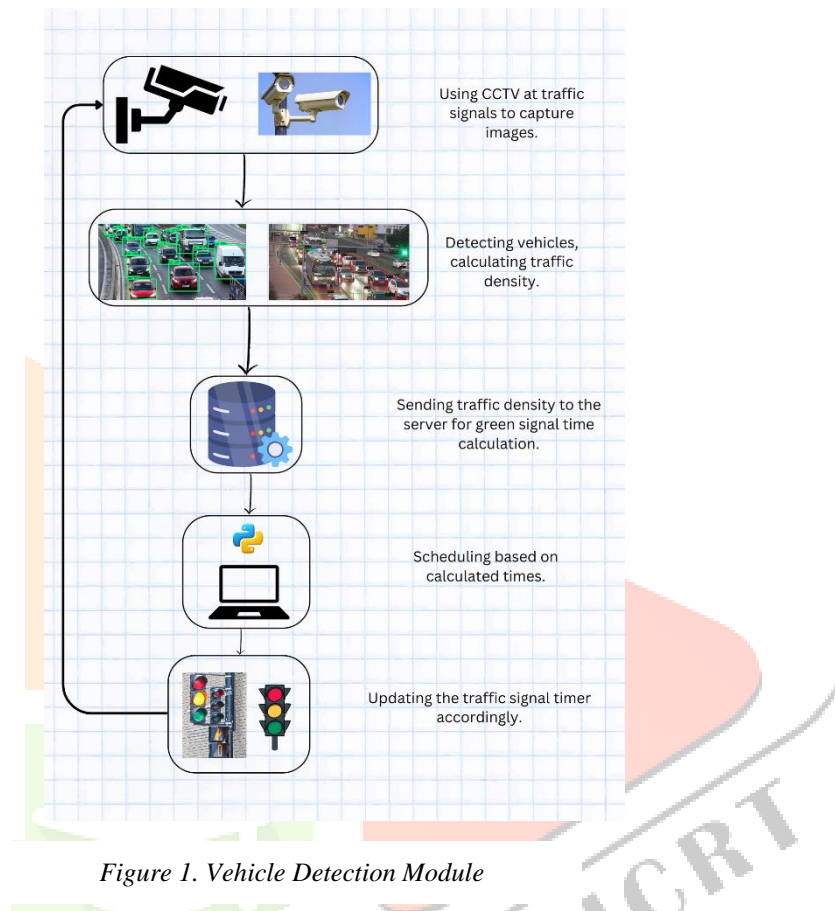 Using CCTV at traffic
signals to capture
images.
Detecting vehicles,
calculating traffic
density.
Sending traffic density to the
server for green signal time
calculation.
Scheduling based on
calculated times.
Updating the traffic signal timer
accordingly.
Figure 1. Vehicle Detection Module